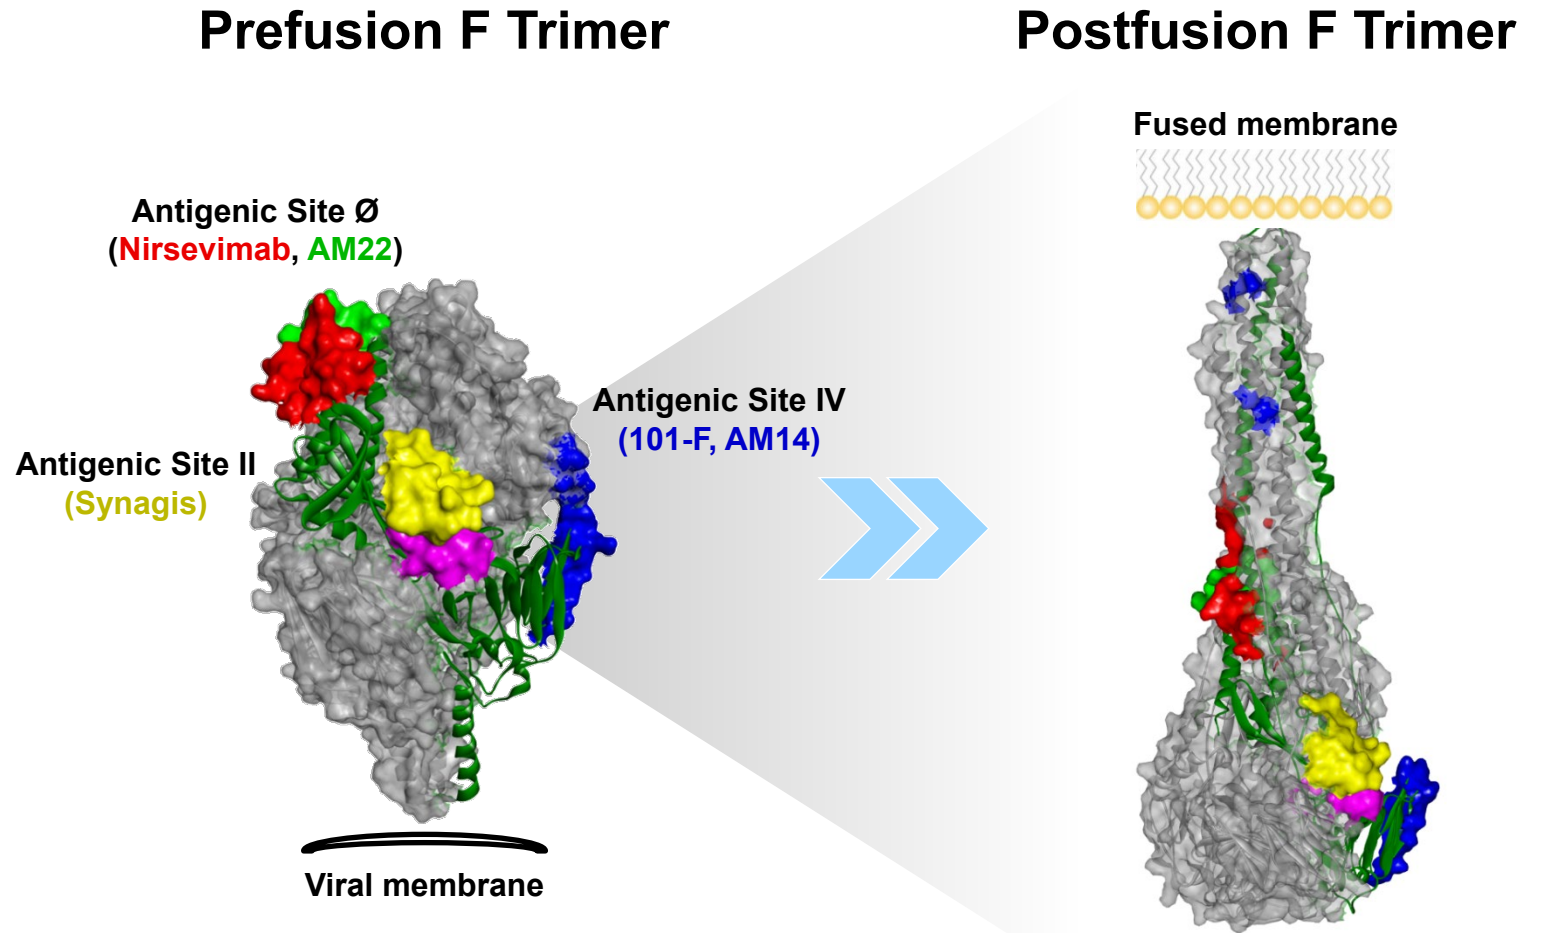 Prefusion F Trimer
Postfusion F Trimer
Fused membrane
Antigenic Site Ø
(Nirsevimab, AM22)
Antigenic Site IV
(101-F, AM14)
Antigenic Site II
(Synagis)
Viral membrane